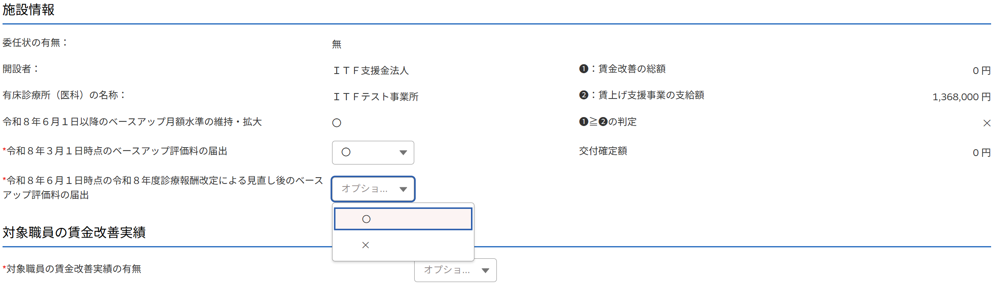 施設情報
委任状の有無：
無
開設者：
ＩＴＦ支援金法人
❶：賃金改善の総額
0 円
有床診療所（医科）の名称：
ＩＴＦテスト事業所
❷：賃上げ支援事業の支給額
1,368,000 円
令和８年６月１日以降のベースアップ月額水準の維持・拡大
〇
❶≧❷の判定
×
*令和８年３月１日時点のベースアップ評価料の届出
〇
交付確定額
0 円
*令和８年６月１日時点の令和８年度診療報酬改定による見直し後のベース
アップ評価料の届出
オプショ...
〇
×
対象職員の賃金改善実績
*対象職員の賃金改善実績の有無
オプショ...